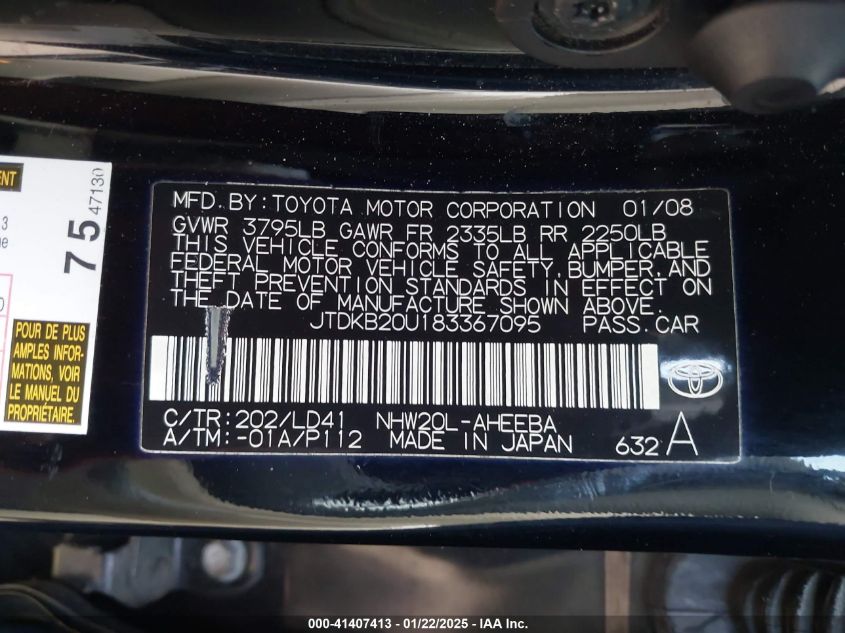 MFD. BY: TOYOTA MOTOR CORPORATION 01/08
GVWR 3795LB GAWR FR 2335LB RR 2250LB
THIS VEHICLE CONFORMS TO ALL APPLICABLE
FEDERAL MOTOR VEHICLE SAFETY, BUMPER, AND
THEFT PREVENTION STANDARDS IN EFFECT ON
THE DATE OF MANUFACTURE SHOWN ABOVE.
JTDKB20U183367095 PASS. CAR
C/TR: 202/LD41 NHW20L-AHEEBA
A/TM: -01A/P112 MADE IN JAPAN 632 A
75
47130
POUR DE PLUS
AMPLES INFOR-
MATIONS, VOIR
LE MANUEL DU
PROPRIÉTAIRE.
000-41407413 - 01/22/2025 - IAA Inc.